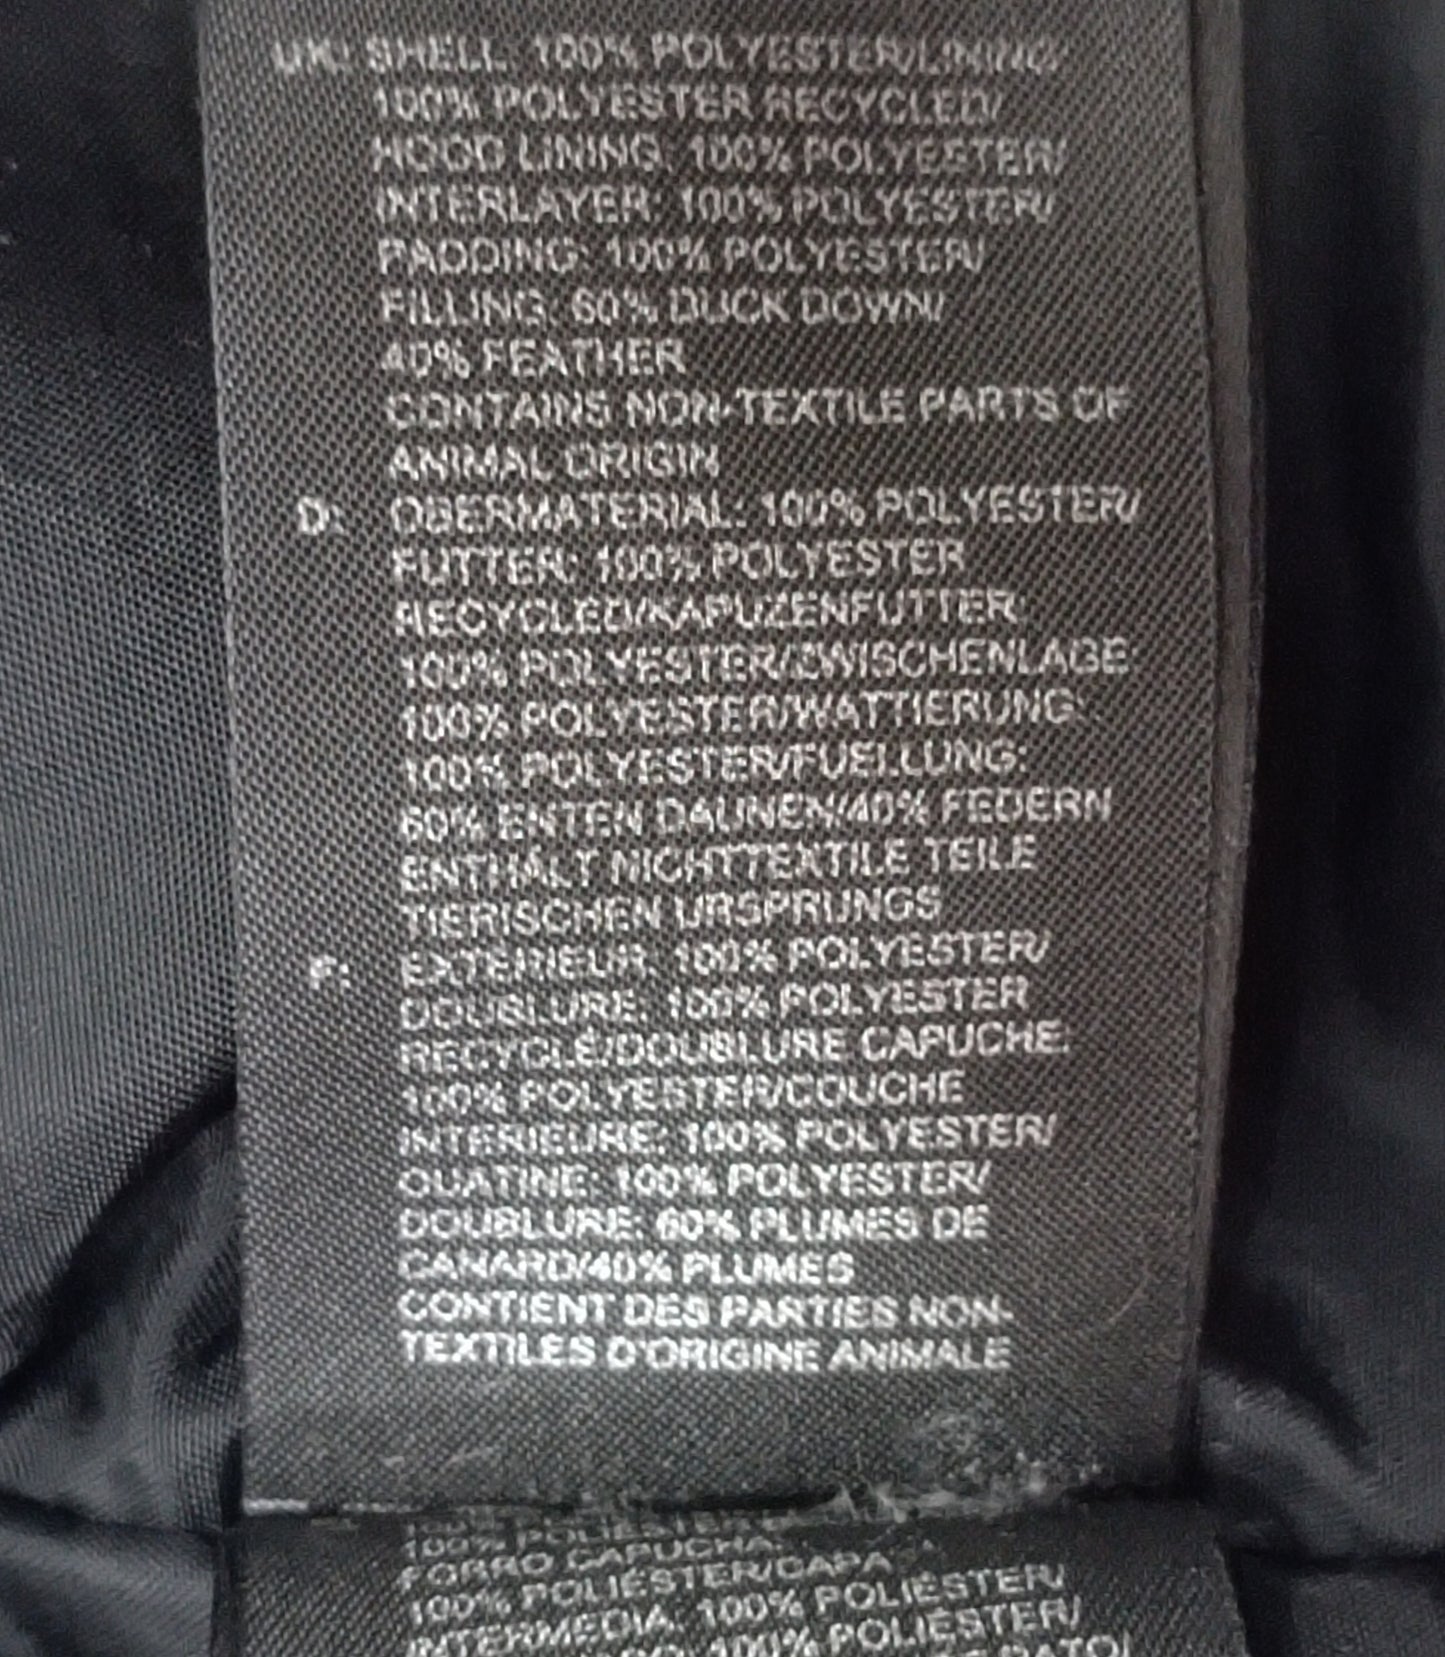 UK: SHELL: 100% POLYESTER/LINING:
100% POLYESTER RECYCLED/
HOOD LINING: 100% POLYESTER/
INTERLAYER: 100% POLYESTER/
PADDING: 100% POLYESTER/
FILLING: 60% DUCK DOWN/
40% FEATHER
CONTAINS NON-TEXTILE PARTS OF
ANIMAL ORIGIN
D: OBERMATERIAL: 100% POLYESTER/
FUTTER: 100% POLYESTER
RECYCLED/KAPUZENFUTTER:
100% POLYESTER/ZWISCHENLAGE
100% POLYESTER/WATTIERUNG:
100% POLYESTER/FUELLUNG:
60% ENTEN DAUNEN/40% FEDERN
ENTHÄLT NICHTTEXTILE TEILE
TIERISCHEN URSPRUNGS
F: EXTÉRIEUR: 100% POLYESTER/
DOUBLURE: 100% POLYESTER
RECYCLÉ/DOUBLURE CAPUCHE:
100% POLYESTER/COUCHE
INTERIEURE: 100% POLYESTER/
OUATINE: 100% POLYESTER/
DOUBLURE: 60% PLUMES DE
CANARD/40% PLUMES
CONTIENT DES PARTIES NON-
TEXTILES D'ORIGINE ANIMALE
100% POLIÉSTER
FORRO CAPUCHA:
100% POLIÉSTER/CAPA
INTERMEDIA: 100% POLIÉSTER/
100% POLIÉSTER/